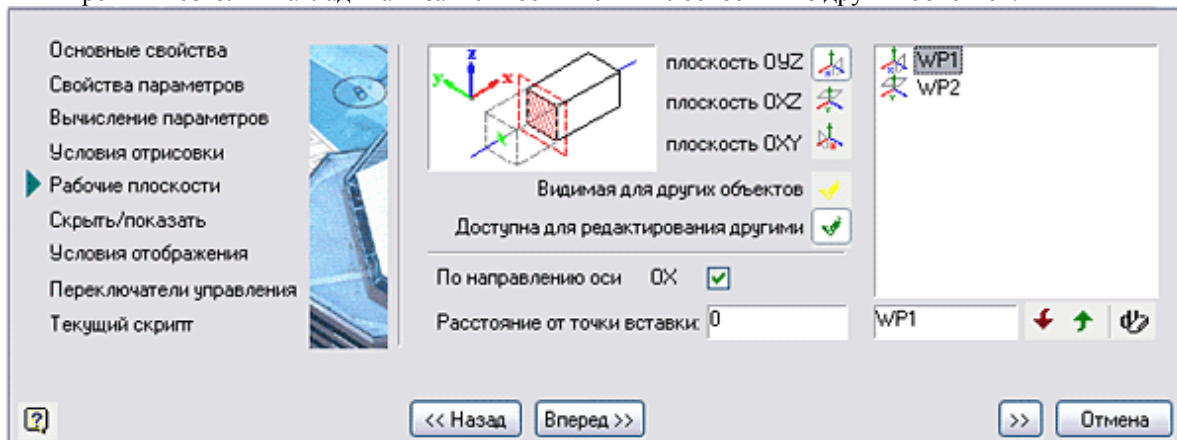 Основные свойства
Свойства параметров
Вычисление параметров
Условия отрисовки
Рабочие плоскости
Скрыть/показать
Условия отображения
Переключатели управления
Текущий скрипт
z
y
x
плоскость OYZ
плоскость OXZ
плоскость OXY
Видимая для других объектов
Доступна для редактирования другими
По направлению оси OX
Расстояние от точки вставки: 0
WP1
WP2
WP1
<< Назад
Вперед >>
>>
Отмена